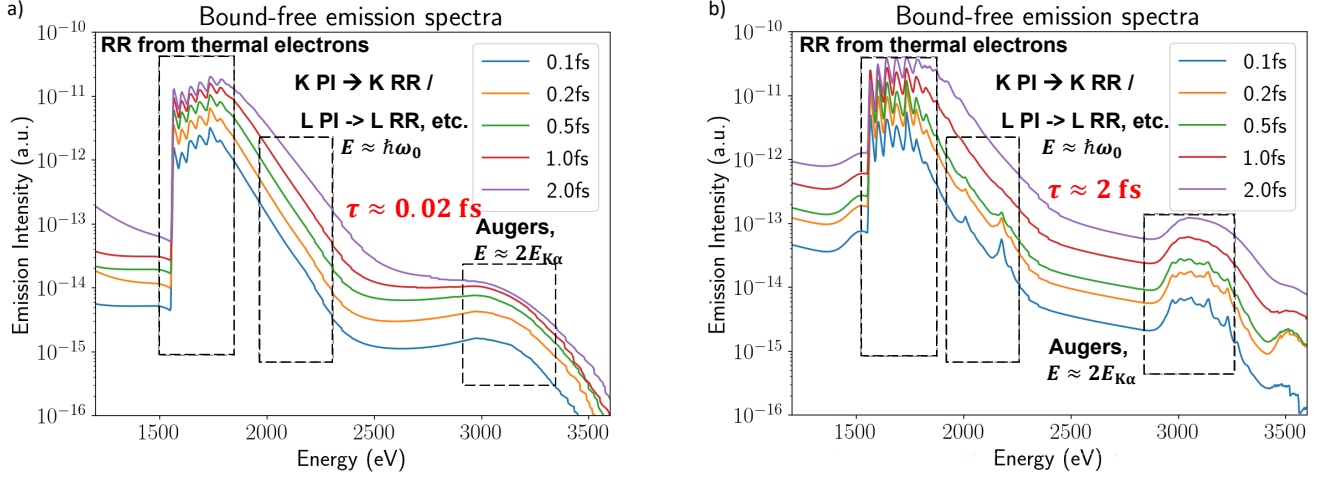 a)
Bound-free emission spectra
RR from thermal electrons
K PI → K RR /
L PI -> L RR, etc.
E ≈ ℏω₀
τ ≈ 0.02 fs
Augers,
E ≈ 2E_Kα
0.1fs
0.2fs
0.5fs
1.0fs
2.0fs
Emission Intensity (a.u.)
10⁻¹⁰
10⁻¹¹
10⁻¹²
10⁻¹³
10⁻¹⁴
10⁻¹⁵
10⁻¹⁶
1500 2000 2500 3000 3500
Energy (eV)
b)
Bound-free emission spectra
RR from thermal electrons
K PI → K RR /
L PI -> L RR, etc.
E ≈ ℏω₀
τ ≈ 2 fs
Augers,
E ≈ 2E_Kα
0.1fs
0.2fs
0.5fs
1.0fs
2.0fs
Emission Intensity (a.u.)
10⁻¹⁰
10⁻¹¹
10⁻¹²
10⁻¹³
10⁻¹⁴
10⁻¹⁵
10⁻¹⁶
1500 2000 2500 3000 3500
Energy (eV)